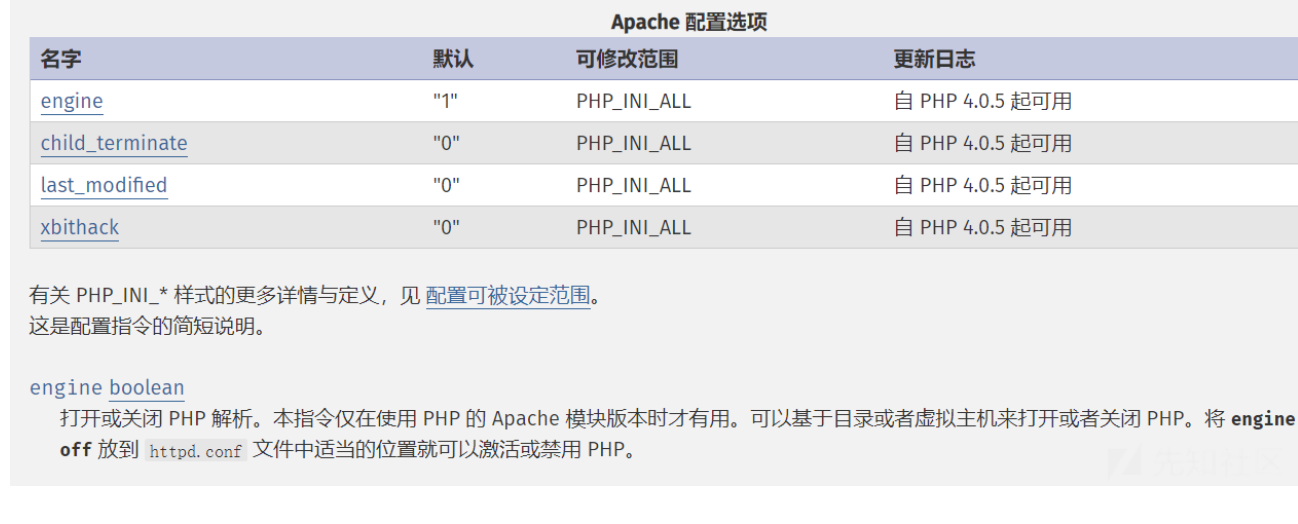 Apache 配置选项
名字 默认 可修改范围 更新日志
engine "1" PHP_INI_ALL 自 PHP 4.0.5 起可用
child_terminate "0" PHP_INI_ALL 自 PHP 4.0.5 起可用
last_modified "0" PHP_INI_ALL 自 PHP 4.0.5 起可用
xbithack "0" PHP_INI_ALL 自 PHP 4.0.5 起可用
有关 PHP_INI_* 样式的更多详情与定义，见 配置可被设定范围。
这是配置指令的简短说明。
engine boolean
打开或关闭 PHP 解析。本指令仅在使用 PHP 的 Apache 模块版本时才有用。可以基于目录或者虚拟主机来打开或者关闭 PHP。将 engine
off 放到 httpd.conf 文件中适当的位置就可以激活或禁用 PHP。
先知社区